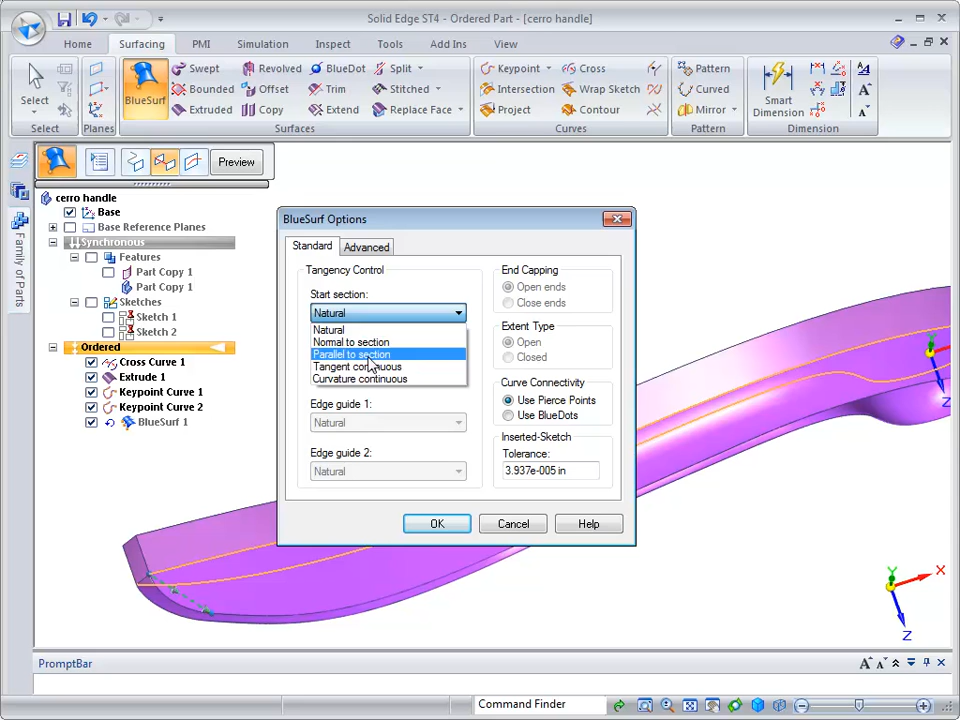 Solid Edge ST4 - Ordered Part - [cerro handle]
Home Surfacing PMI Simulation Inspect Tools Add Ins View
Select
Select
Planes
BlueSurf
Swept Revolved BlueDot Split
Bounded Offset Trim Stitched
Extruded Copy Extend Replace Face
Surfaces
Keypoint Cross
Intersection Wrap Sketch
Project Contour
Curves
Pattern
Curved
Mirror
Pattern
Smart Dimension
Dimension
Preview
Family of Parts
cerro handle
Base
Base Reference Planes
Synchronous
Features
Part Copy 1
Part Copy 1
Sketches
Sketch 1
Sketch 2
Ordered
Cross Curve 1
Extrude 1
Keypoint Curve 1
Keypoint Curve 2
BlueSurf 1
BlueSurf Options
Standard Advanced
Tangency Control
Start section:
Natural
Natural
Normal to section
Parallel to section
Tangent continuous
Curvature continuous
Edge guide 1:
Natural
Edge guide 2:
Natural
End Capping
Open ends
Close ends
Extent Type
Open
Closed
Curve Connectivity
Use Pierce Points
Use BlueDots
Inserted-Sketch
Tolerance:
3.937e-005 in
OK Cancel Help
Z
Y
X
Z
PromptBar
Command Finder